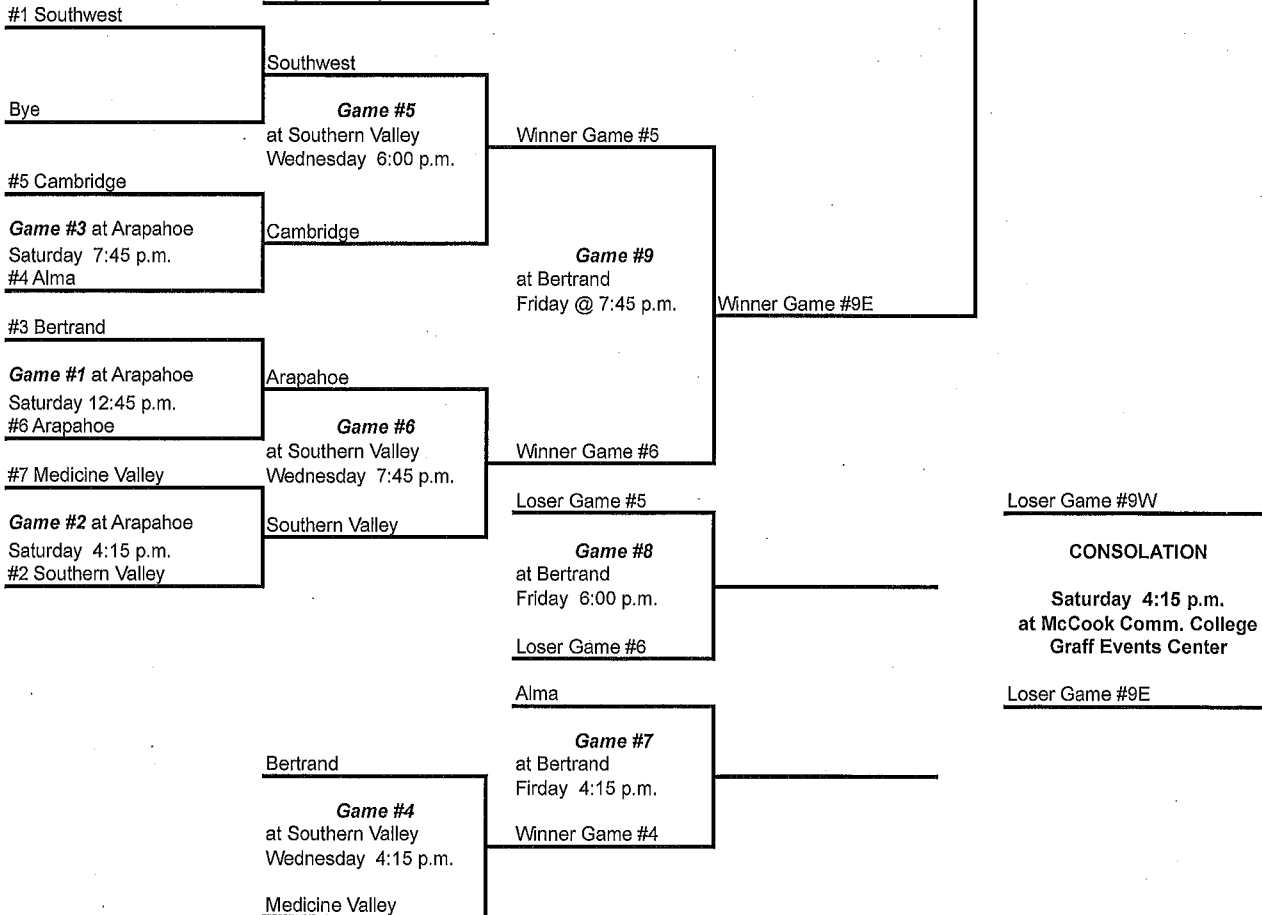 #1 Southwest
Southwest
Bye
Game #5
at Southern Valley
Wednesday 6:00 p.m.
Winner Game #5
#5 Cambridge
Game #3 at Arapahoe
Saturday 7:45 p.m.
#4 Alma
Cambridge
Game #9
at Bertrand
Friday @ 7:45 p.m.
Winner Game #9E
#3 Bertrand
Game #1 at Arapahoe
Saturday 12:45 p.m.
#6 Arapahoe
Arapahoe
Game #6
at Southern Valley
Wednesday 7:45 p.m.
Winner Game #6
#7 Medicine Valley
Game #2 at Arapahoe
Saturday 4:15 p.m.
#2 Southern Valley
Southern Valley
Loser Game #5
Game #8
at Bertrand
Friday 6:00 p.m.
Loser Game #6
Loser Game #9W
CONSOLATION
Saturday 4:15 p.m.
at McCook Comm. College
Graff Events Center
Loser Game #9E
Alma
Game #7
at Bertrand
Firday 4:15 p.m.
Winner Game #4
Bertrand
Game #4
at Southern Valley
Wednesday 4:15 p.m.
Medicine Valley